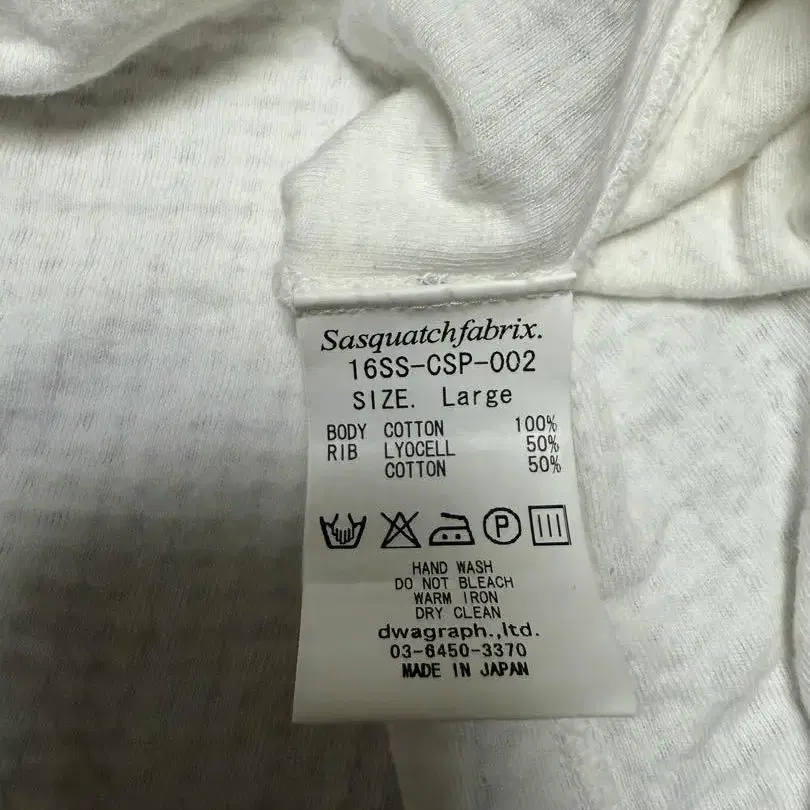 Sasquatchfabrix.
16SS-CSP-002
SIZE. Large
BODY COTTON 100%
RIB LYOCELL 50%
COTTON 50%
P
HAND WASH
DO NOT BLEACH
WARM IRON
DRY CLEAN
dwagraph.,ltd.
03-6450-3370
MADE IN JAPAN